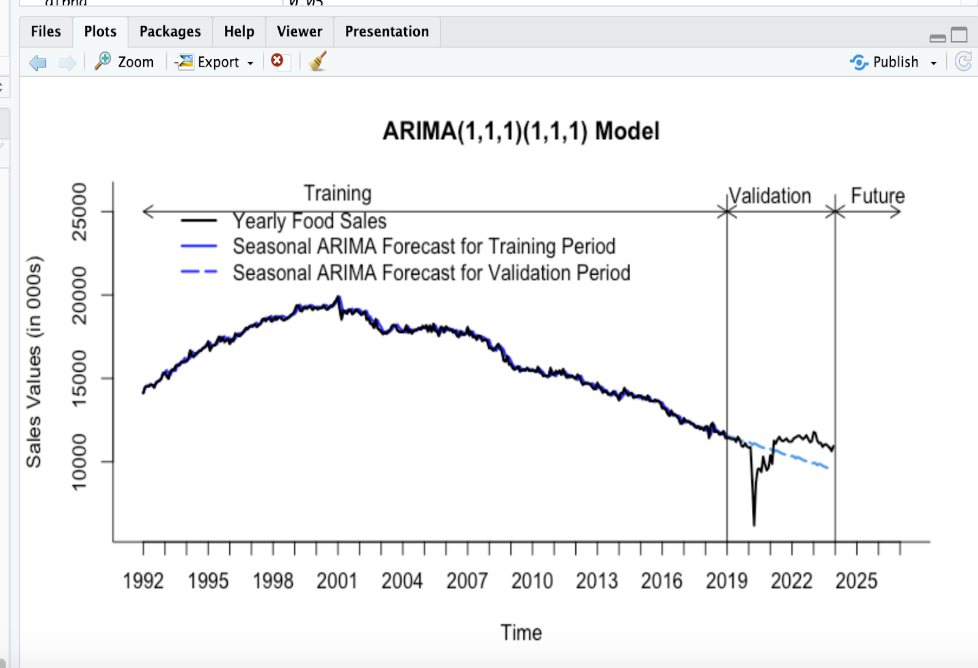 0.05
Files Plots Packages Help Viewer Presentation
Zoom Export Publish
ARIMA(1,1,1)(1,1,1) Model
Training Validation Future
Yearly Food Sales
Seasonal ARIMA Forecast for Training Period
Seasonal ARIMA Forecast for Validation Period
Sales Values (in 000s)
25000
20000
15000
10000
1992 1995 1998 2001 2004 2007 2010 2013 2016 2019 2022 2025
Time